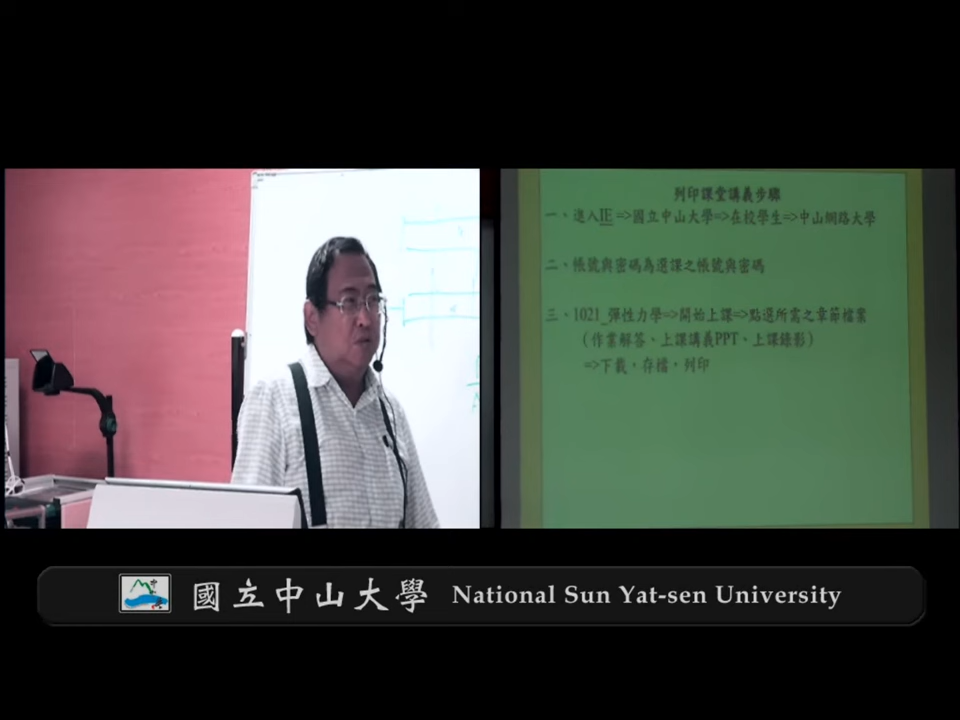 列印課堂講義步驟
一、進入IE =>國立中山大學=>在校學生=>中山網路大學
二、帳號與密碼為選課之帳號與密碼
三、1021_彈性力學=>開始上課=>點選所需之章節檔案
(作業解答、上課講義PPT、上課錄影)
=>下載，存檔，列印
國立中山大學 National Sun Yat-sen University